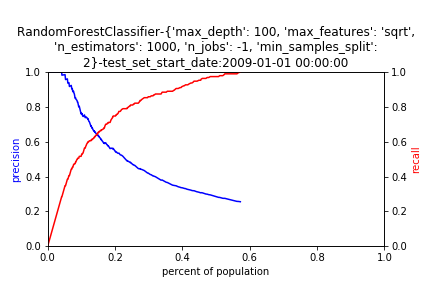 RandomForestClassifier-{'max_depth': 100, 'max_features': 'sqrt',
'n_estimators': 1000, 'n_jobs': -1, 'min_samples_split':
2}-test_set_start_date:2009-01-01 00:00:00
1.0 1.0
0.8 0.8
0.6 0.6
precision recall
0.4 0.4
0.2 0.2
0.0 0.0
0.0 0.2 0.4 0.6 0.8 1.0
percent of population